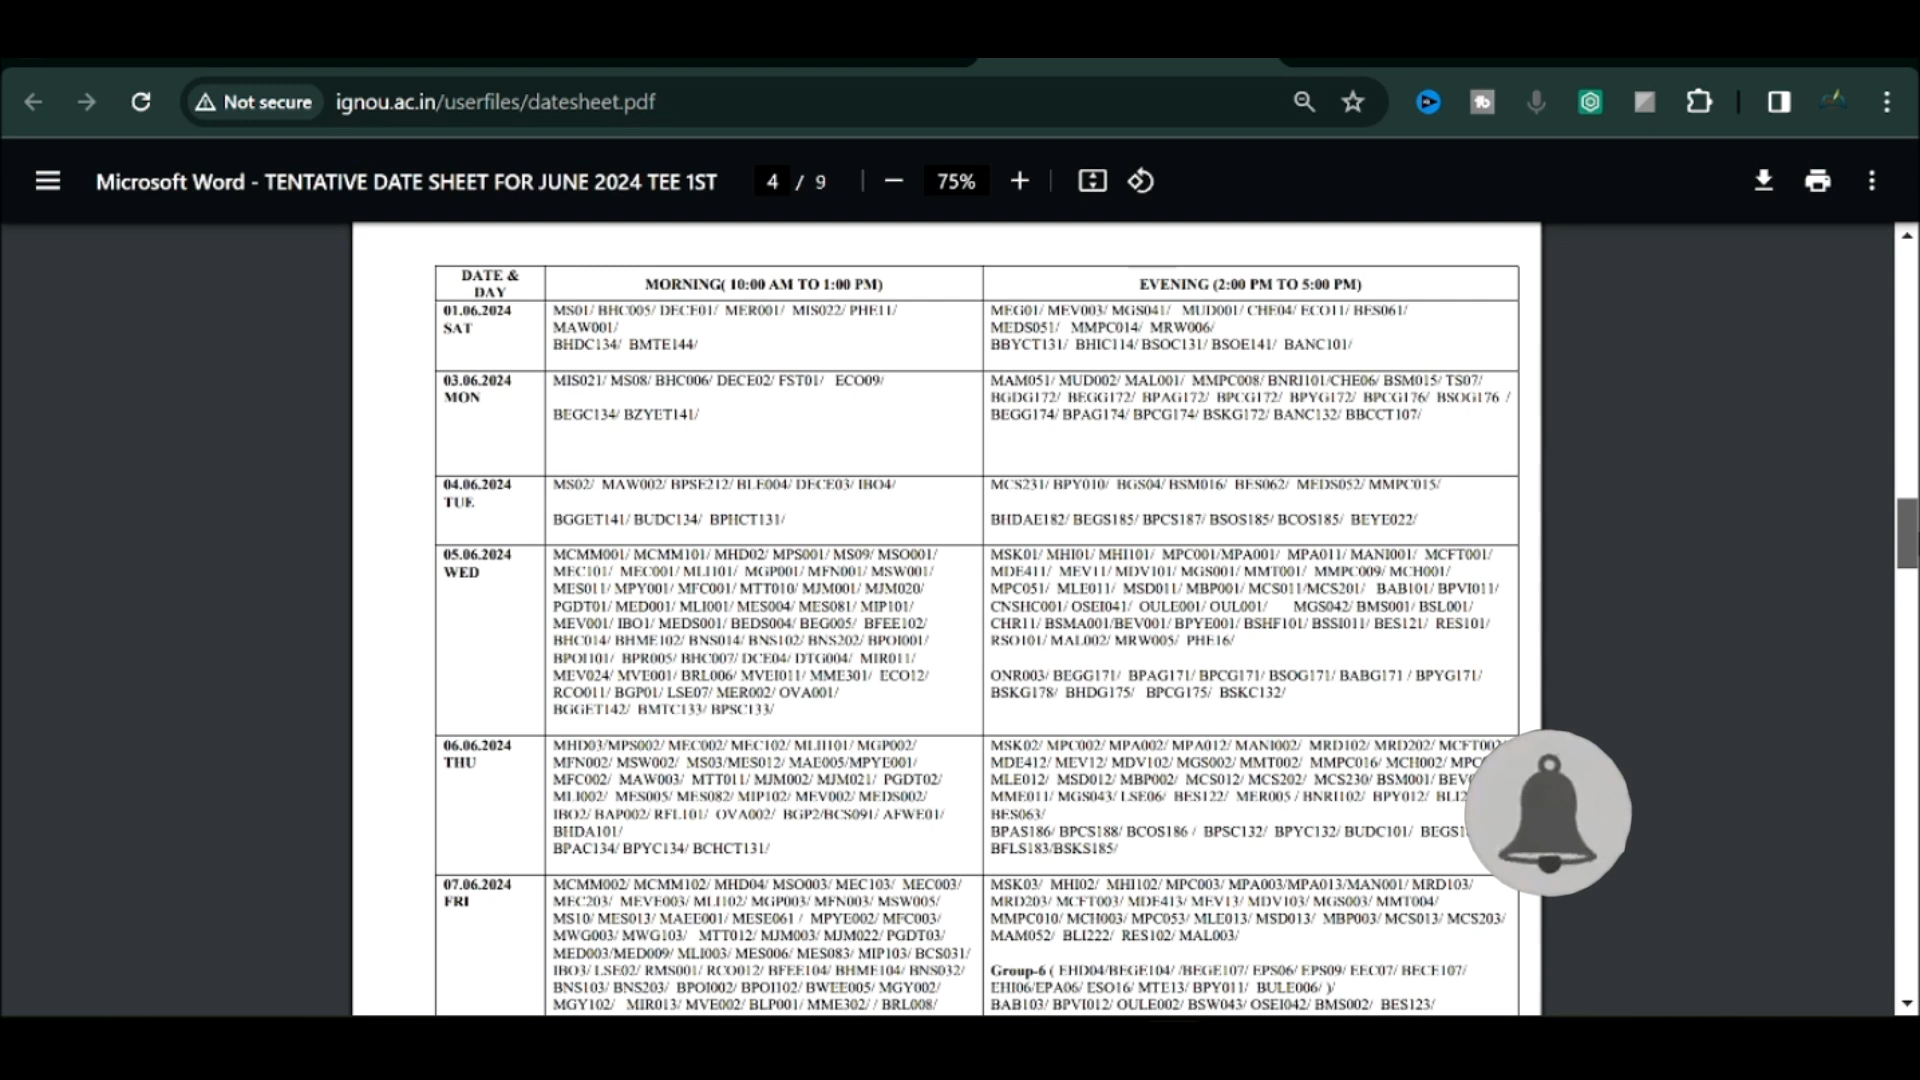 Not secure
ignou.ac.in/userfiles/datesheet.pdf
Microsoft Word - TENTATIVE DATE SHEET FOR JUNE 2024 TEE 1ST
4 / 9
75%
DATE & DAY
MORNING( 10:00 AM TO 1:00 PM)
EVENING (2:00 PM TO 5:00 PM)
01.06.2024
SAT
MS01/ BHC005/ DECE01/ MER001/ MIS022/ PHE11/
MAW001/
BHDC134/ BMTE144/
MEG01/ MEV003/ MGS041/ MUD001/ CHE04/ ECO11/ BES061/
MEDS051/ MMPC014/ MRW006/
BBYCT131/ BHIC114/ BSOC131/ BSOE141/ BANC101/
03.06.2024
MON
MIS021/ MS08/ BHC006/ DECE02/ FST01/ ECO09/
BEGC134/ BZYET141/
MAM051/ MUD002/ MAL001/ MMPC008/ BNRI101/CHE06/ BSM015/ TS07/
BGDG172/ BEGG172/ BPAG172/ BPCG172/ BPYG172/ BPCG176/ BSOG176 /
BEGG174/ BPAG174/ BPCG174/ BSKG172/ BANC132/ BBCCT107/
04.06.2024
TUE
MS02/ MAW002/ BPSE212/ BLE004/ DECE03/ IBO4/
BGGET141/ BUDC134/ BPHCT131/
MCS231/ BPY010/ BGS04/ BSM016/ BES062/ MEDS052/ MMPC015/
BHDAE182/ BEGS185/ BPCS187/ BSOS185/ BCOS185/ BEYE022/
05.06.2024
WED
MCMM001/ MCMM101/ MHD02/ MPS001/ MS09/ MSO001/
MEC101/ MEC001/ MLI101/ MGP001/ MFN001/ MSW001/
MES011/ MPY001/ MFC001/ MTT010/ MJM001/ MJM020/
PGDT01/ MED001/ MLI001/ MES004/ MES081/ MIP101/
MEV001/ IBO1/ MEDS001/ BEDS004/ BEG005/ BFEE102/
BHC014/ BHME102/ BNS014/ BNS102/ BNS202/ BPOI001/
BPOI101/ BPR005/ BHC007/ DCE04/ DTG004/ MIR011/
MEV024/ MVE001/ BRL006/ MVEI011/ MME301/ ECO12/
RCO011/ BGP01/ LSE07/ MER002/ OVA001/
BGGET142/ BMTC133/ BPSC133/
MSK01/ MHI01/ MHI101/ MPC001/MPA001/ MPA011/ MANI001/ MCFT001/
MDE411/ MEV11/ MDV101/ MGS001/ MMT001/ MMPC009/ MCH001/
MPC051/ MLE011/ MSD011/ MBP001/ MCS011/MCS201/ BAB101/ BPVI011/
CNSHC001/ OSEI041/ OULE001/ OUL001/ MGS042/ BMS001/ BSL001/
CHR11/ BSMA001/BEV001/ BPYE001/ BSHF101/ BSSI011/ BES121/ RES101/
RSO101/ MAL002/ MRW005/ PHE16/
ONR003/ BEGG171/ BPAG171/ BPCG171/ BSOG171/ BABG171 / BPYG171/
BSKG178/ BHDG175/ BPCG175/ BSKC132/
06.06.2024
THU
MHD03/MPS002/ MEC002/ MEC102/ MLII101/ MGP002/
MFN002/ MSW002/ MS03/MES012/ MAE005/MPYE001/
MFC002/ MAW003/ MTT011/ MJM002/ MJM021/ PGDT02/
MLI002/ MES005/ MES082/ MIP102/ MEV002/ MEDS002/
IBO2/ BAP002/ RFL101/ OVA002/ BGP2/BCS091/ AFWE01/
BHDA101/
BPAC134/ BPYC134/ BCHCT131/
MSK02/ MPC002/ MPA002/ MPA012/ MANI002/ MRD102/ MRD202/ MCFT002/
MDE412/ MEV12/ MDV102/ MGS002/ MMT002/ MMPC016/ MCH002/
MLE012/ MSD012/ MBP002/ MCS012/ MCS202/ MCS230/ BSM001/
MME011/ MGS043/ LSE06/ BES122/ MER005 / BNRI102/ BPY012/
BES063/
BPAS186/ BPCS188/ BCOS186 / BPSC132/ BPYC132/ BUDC101/
BFLS183/BSKS185/
07.06.2024
FRI
MCMM002/ MCMM102/ MHD04/ MSO003/ MEC103/ MEC003/
MEC203/ MEVE003/ MLI102/ MGP003/ MFN003/ MSW005/
MS10/ MES013/ MAEE001/ MESE061 / MPYE002/ MFC003/
MWG003/ MWG103/ MTT012/ MJM003/ MJM022/ PGDT03/
MED003/MED009/ MLI003/ MES006/ MES083/ MIP103/ BCS031/
IBO3/ LSE02/ RMS001/ RCO012/ BFEE104/ BHME104/ BNS032/
BNS103/ BNS203/ BPOI002/ BPOI102/ BWEE005/ MGY002/
MGY102/ MIR013/ MVE002/ BLP001/ MME302/ / BRL008/
MSK03/ MHI02/ MHI102/ MPC003/ MPA003/MPA013/MAN001/ MRD103/
MRD203/ MCFT003/ MDE413/ MEV13/ MDV103/ MGS003/ MMT004/
MMPC010/ MCH003/ MPC053/ MLE013/ MSD013/ MBP003/ MCS013/ MCS203/
MAM052/ BLI222/ RES102/ MAL003/
Group-6 ( EHD04/BEGE104/ /BEGE107/ EPS06/ EPS09/ EEC07/ BECE107/
EHI06/EPA06/ ESO16/ MTE13/ BPY011/ BULE006/ )/
BAB103/ BPVI012/ OULE002/ BSW043/ OSEI042/ BMS002/ BES123/